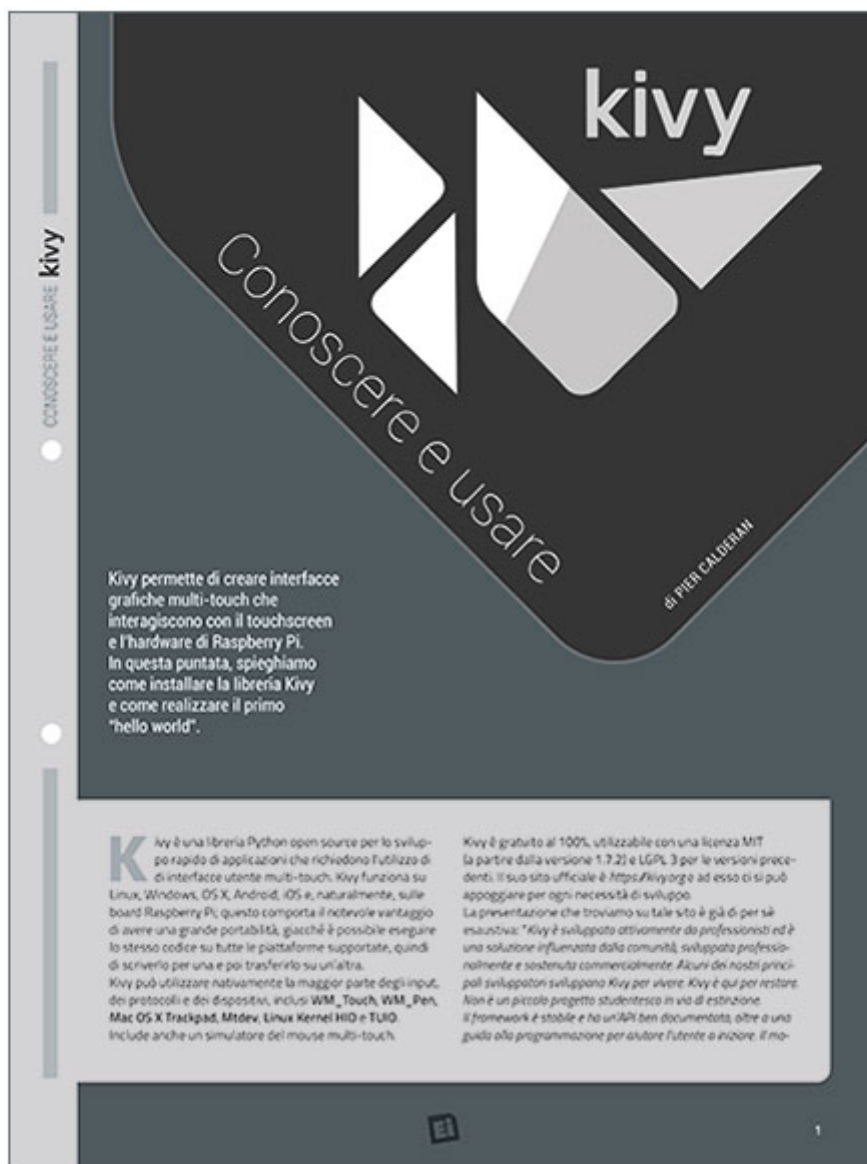 kivy
Conoscere e usare
di PIER CALDERAN
CONOSCERE E USARE kivy
Kivy permette di creare interfacce
grafiche multi-touch che
interagiscono con il touchscreen
e l'hardware di Raspberry Pi.
In questa puntata, spieghiamo
come installare la libreria Kivy
e come realizzare il primo
"hello world".
Kivy è una libreria Python open source per lo svilup-
po rapido di applicazioni che richiedono l'utilizzo di
di interfacce utente multi-touch. Kivy funziona su
Linux, Windows, OS X, Android, iOS e, naturalmente, sulle
board Raspberry Pi; questo comporta il notevole vantaggio
di avere una grande portabilità, giacché è possibile eseguire
lo stesso codice su tutte le piattaforme supportate, quindi
di scriverlo per una e poi trasferirlo su un'altra.
Kivy può utilizzare nativamente la maggior parte degli input,
dei protocolli e dei dispositivi, inclusi WM_Touch, WM_Pen,
Mac OS X Trackpad, Mtdev, Linux Kernel HID e TUIO.
Include anche un simulatore del mouse multi-touch.
Kivy è gratuito al 100%, utilizzabile con una licenza MIT
(a partire dalla versione 1.7.2) e LGPL 3 per le versioni prece-
denti. Il suo sito ufficiale è https://kivy.org e ad esso ci si può
appoggiare per ogni necessità di sviluppo.
La presentazione che troviamo su tale sito è già di per sè
esaustiva: "Kivy è sviluppato attivamente da professionisti ed è
una soluzione influenzata dalla comunità, sviluppata professio-
nalmente e sostenuta commercialmente. Alcuni dei nostri princi-
pali sviluppatori sviluppano Kivy per vivere. Kivy è qui per restare.
Non è un piccolo progetto studentesco in via di estinzione.
Il framework è stabile e ha un'API ben documentata, oltre a una
guida alla programmazione per aiutare l'utente a iniziare. Il mo-
Ei
1